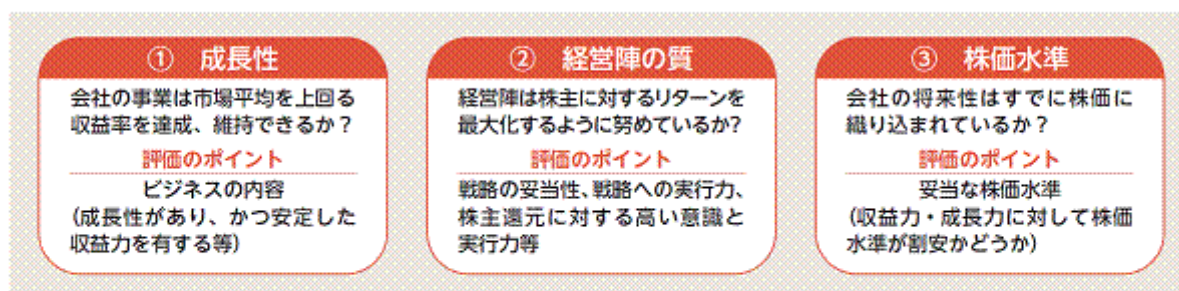 ① 成長性
会社の事業は市場平均を上回る
収益率を達成、維持できるか？
評価のポイント
ビジネスの内容
（成長性があり、かつ安定した
収益力を有する等）
② 経営陣の質
経営陣は株主に対するリターンを
最大化するように努めているか？
評価のポイント
戦略の妥当性、戦略への実行力、
株主還元に対する高い意識と
実行力等
③ 株価水準
会社の将来性はすでに株価に
織り込まれているか？
評価のポイント
妥当な株価水準
（収益力・成長力に対して株価
水準が割安かどうか）